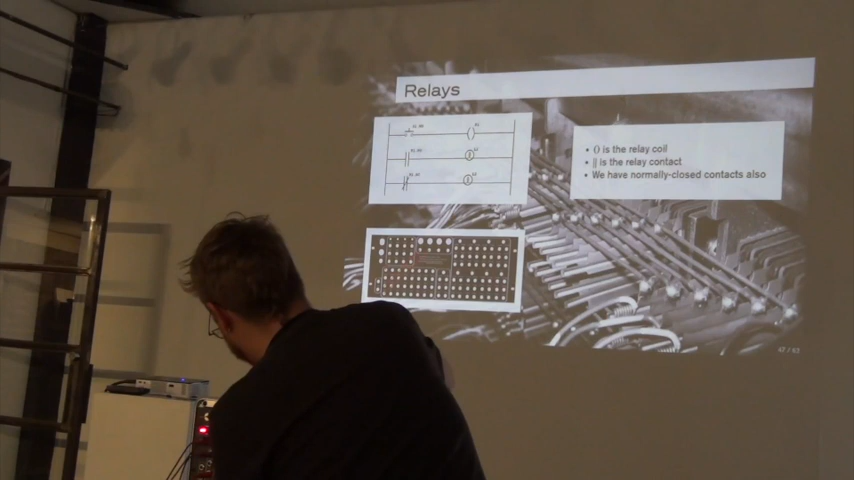 Relays
• () is the relay coil
• || is the relay contact
• We have normally-closed contacts also